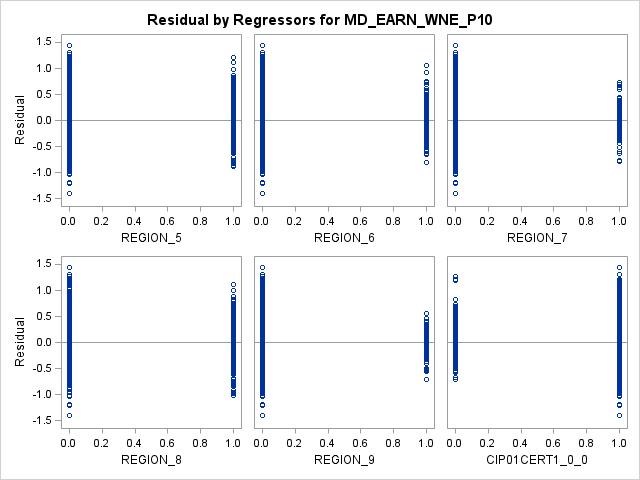 Residual by Regressors for MD_EARN_WNE_P10
Residual
1.5
1.0
0.5
0.0
-0.5
-1.0
-1.5
0.0 0.2 0.4 0.6 0.8 1.0
REGION_5
0.0 0.2 0.4 0.6 0.8 1.0
REGION_6
0.0 0.2 0.4 0.6 0.8 1.0
REGION_7
Residual
1.5
1.0
0.5
0.0
-0.5
-1.0
-1.5
0.0 0.2 0.4 0.6 0.8 1.0
REGION_8
0.0 0.2 0.4 0.6 0.8 1.0
REGION_9
0.0 0.2 0.4 0.6 0.8 1.0
CIP01CERT1_0_0